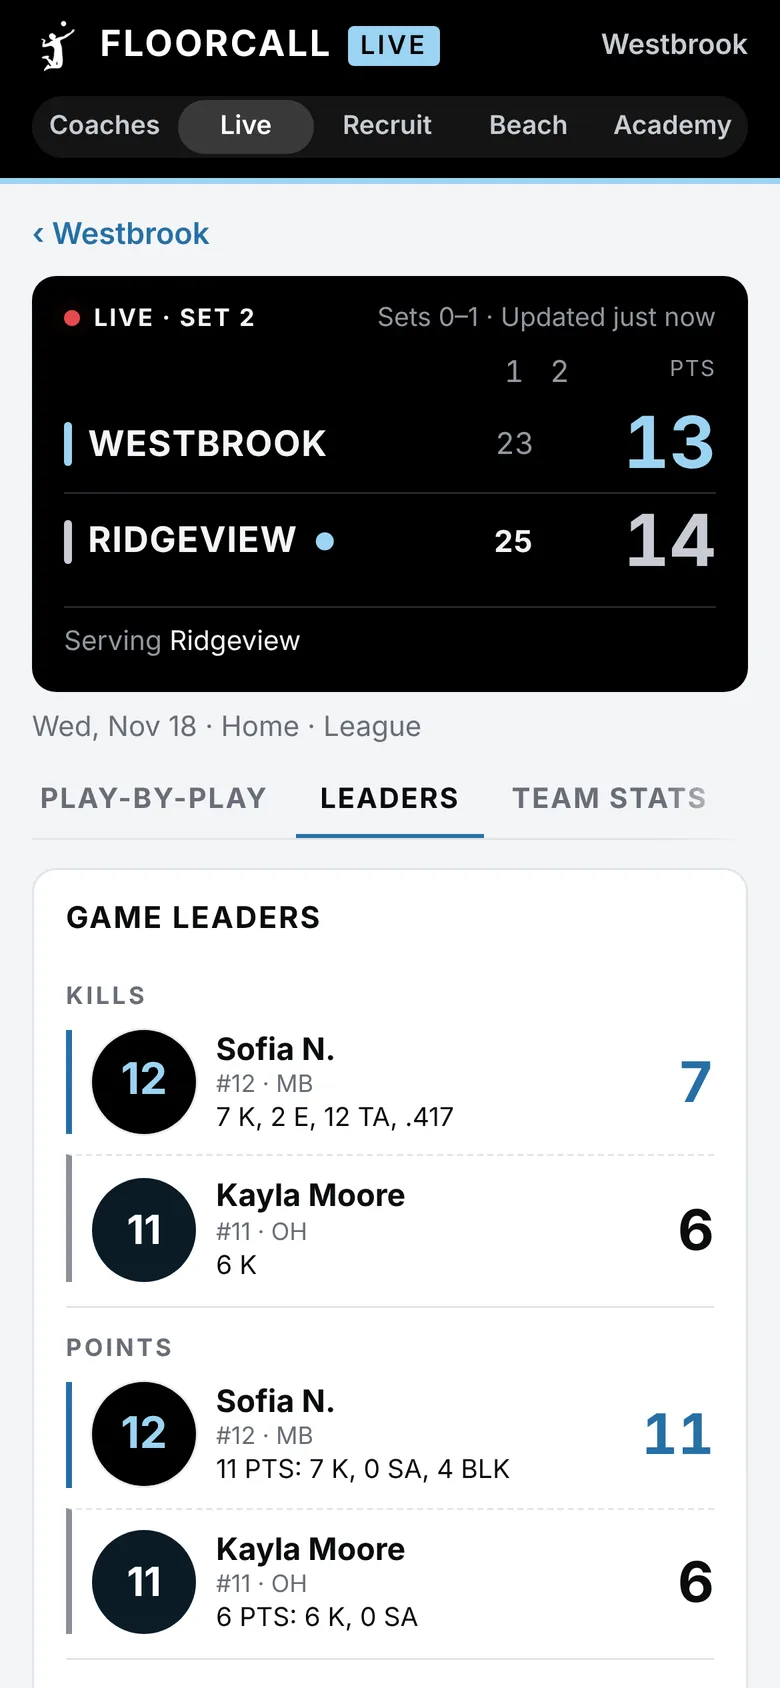 FLOORCALL LIVE Westbrook
Coaches Live Recruit Beach Academy
‹ Westbrook
LIVE · SET 2 Sets 0–1 · Updated just now
1 2 PTS
WESTBROOK 23 13
RIDGEVIEW 25 14
Serving Ridgeview
Wed, Nov 18 · Home · League
PLAY-BY-PLAY LEADERS TEAM STATS
GAME LEADERS
KILLS
12 Sofia N. 7
#12 · MB
7 K, 2 E, 12 TA, .417
11 Kayla Moore 6
#11 · OH
6 K
POINTS
12 Sofia N. 11
#12 · MB
11 PTS: 7 K, 0 SA, 4 BLK
11 Kayla Moore 6
#11 · OH
6 PTS: 6 K, 0 SA